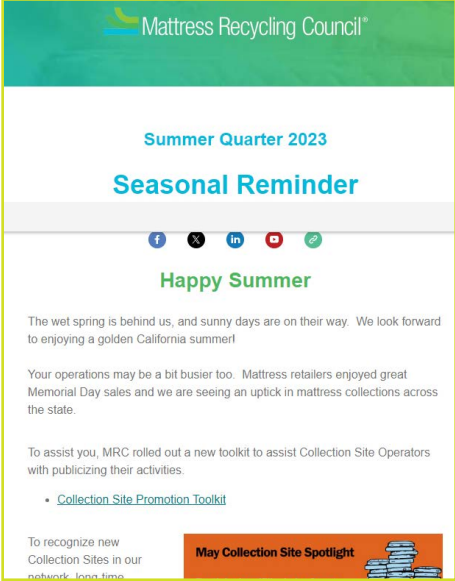 Mattress Recycling Council®
Summer Quarter 2023
Seasonal Reminder
Happy Summer
The wet spring is behind us, and sunny days are on their way.  We look forward
to enjoying a golden California summer!
Your operations may be a bit busier too.  Mattress retailers enjoyed great
Memorial Day sales and we are seeing an uptick in mattress collections across
the state.
To assist you, MRC rolled out a new toolkit to assist Collection Site Operators
with publicizing their activities.
• Collection Site Promotion Toolkit
To recognize new
Collection Sites in our
network, long-time
May Collection Site Spotlight